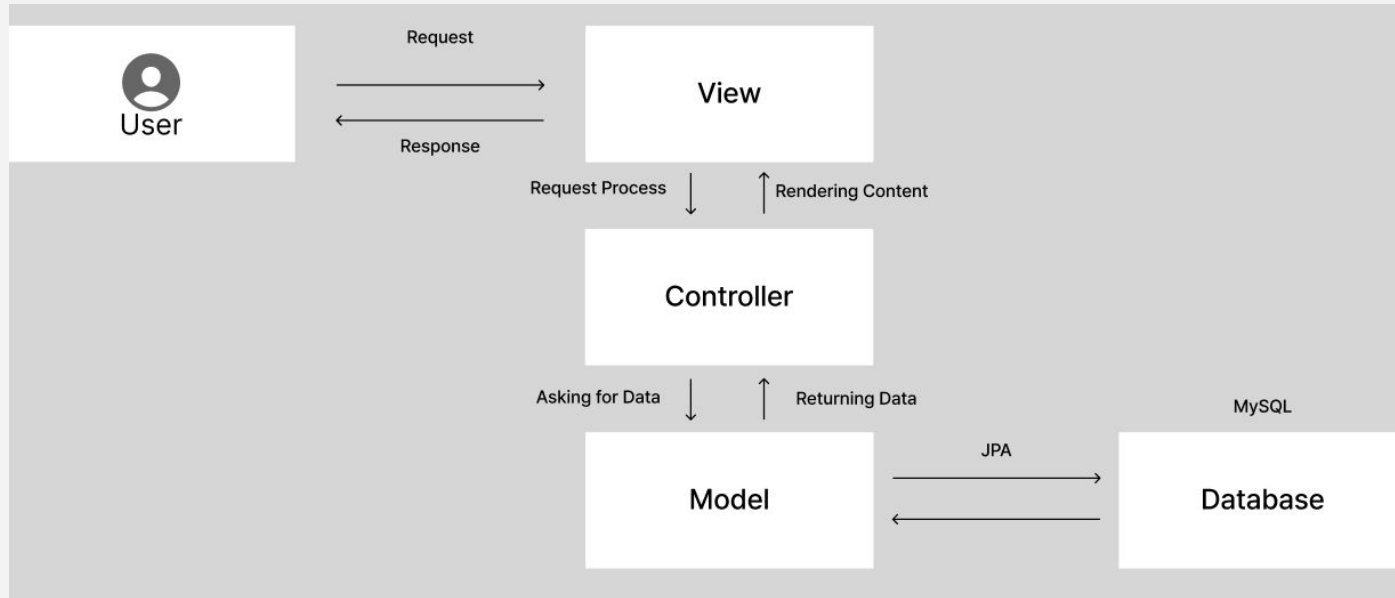 Request
User
View
Response
Request Process
Rendering Content
Controller
Asking for Data
Returning Data
MySQL
JPA
Model
Database